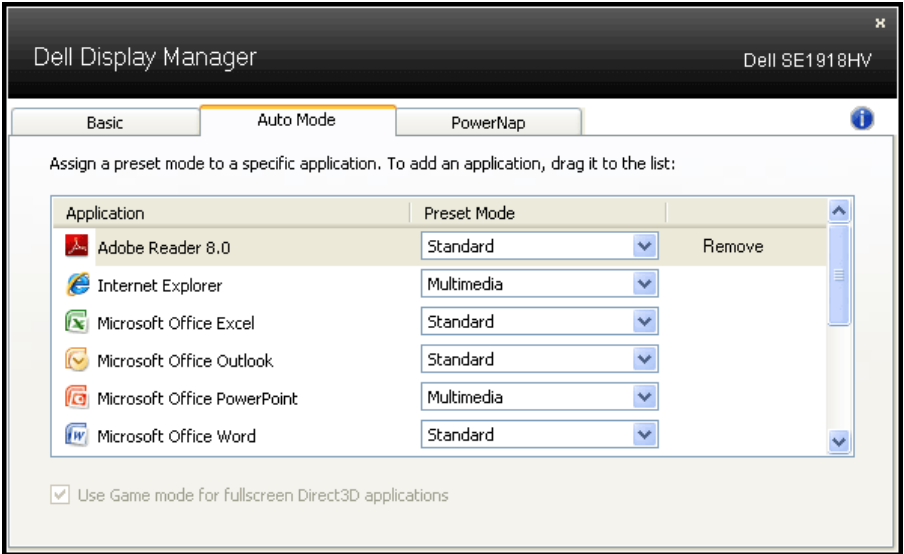 x
Dell Display Manager
Dell SE1918HV
Basic Auto Mode PowerNap
Assign a preset mode to a specific application. To add an application, drag it to the list:
Application Preset Mode
Adobe Reader 8.0 Standard Remove
Internet Explorer Multimedia
Microsoft Office Excel Standard
Microsoft Office Outlook Standard
Microsoft Office PowerPoint Multimedia
Microsoft Office Word Standard
Use Game mode for fullscreen Direct3D applications